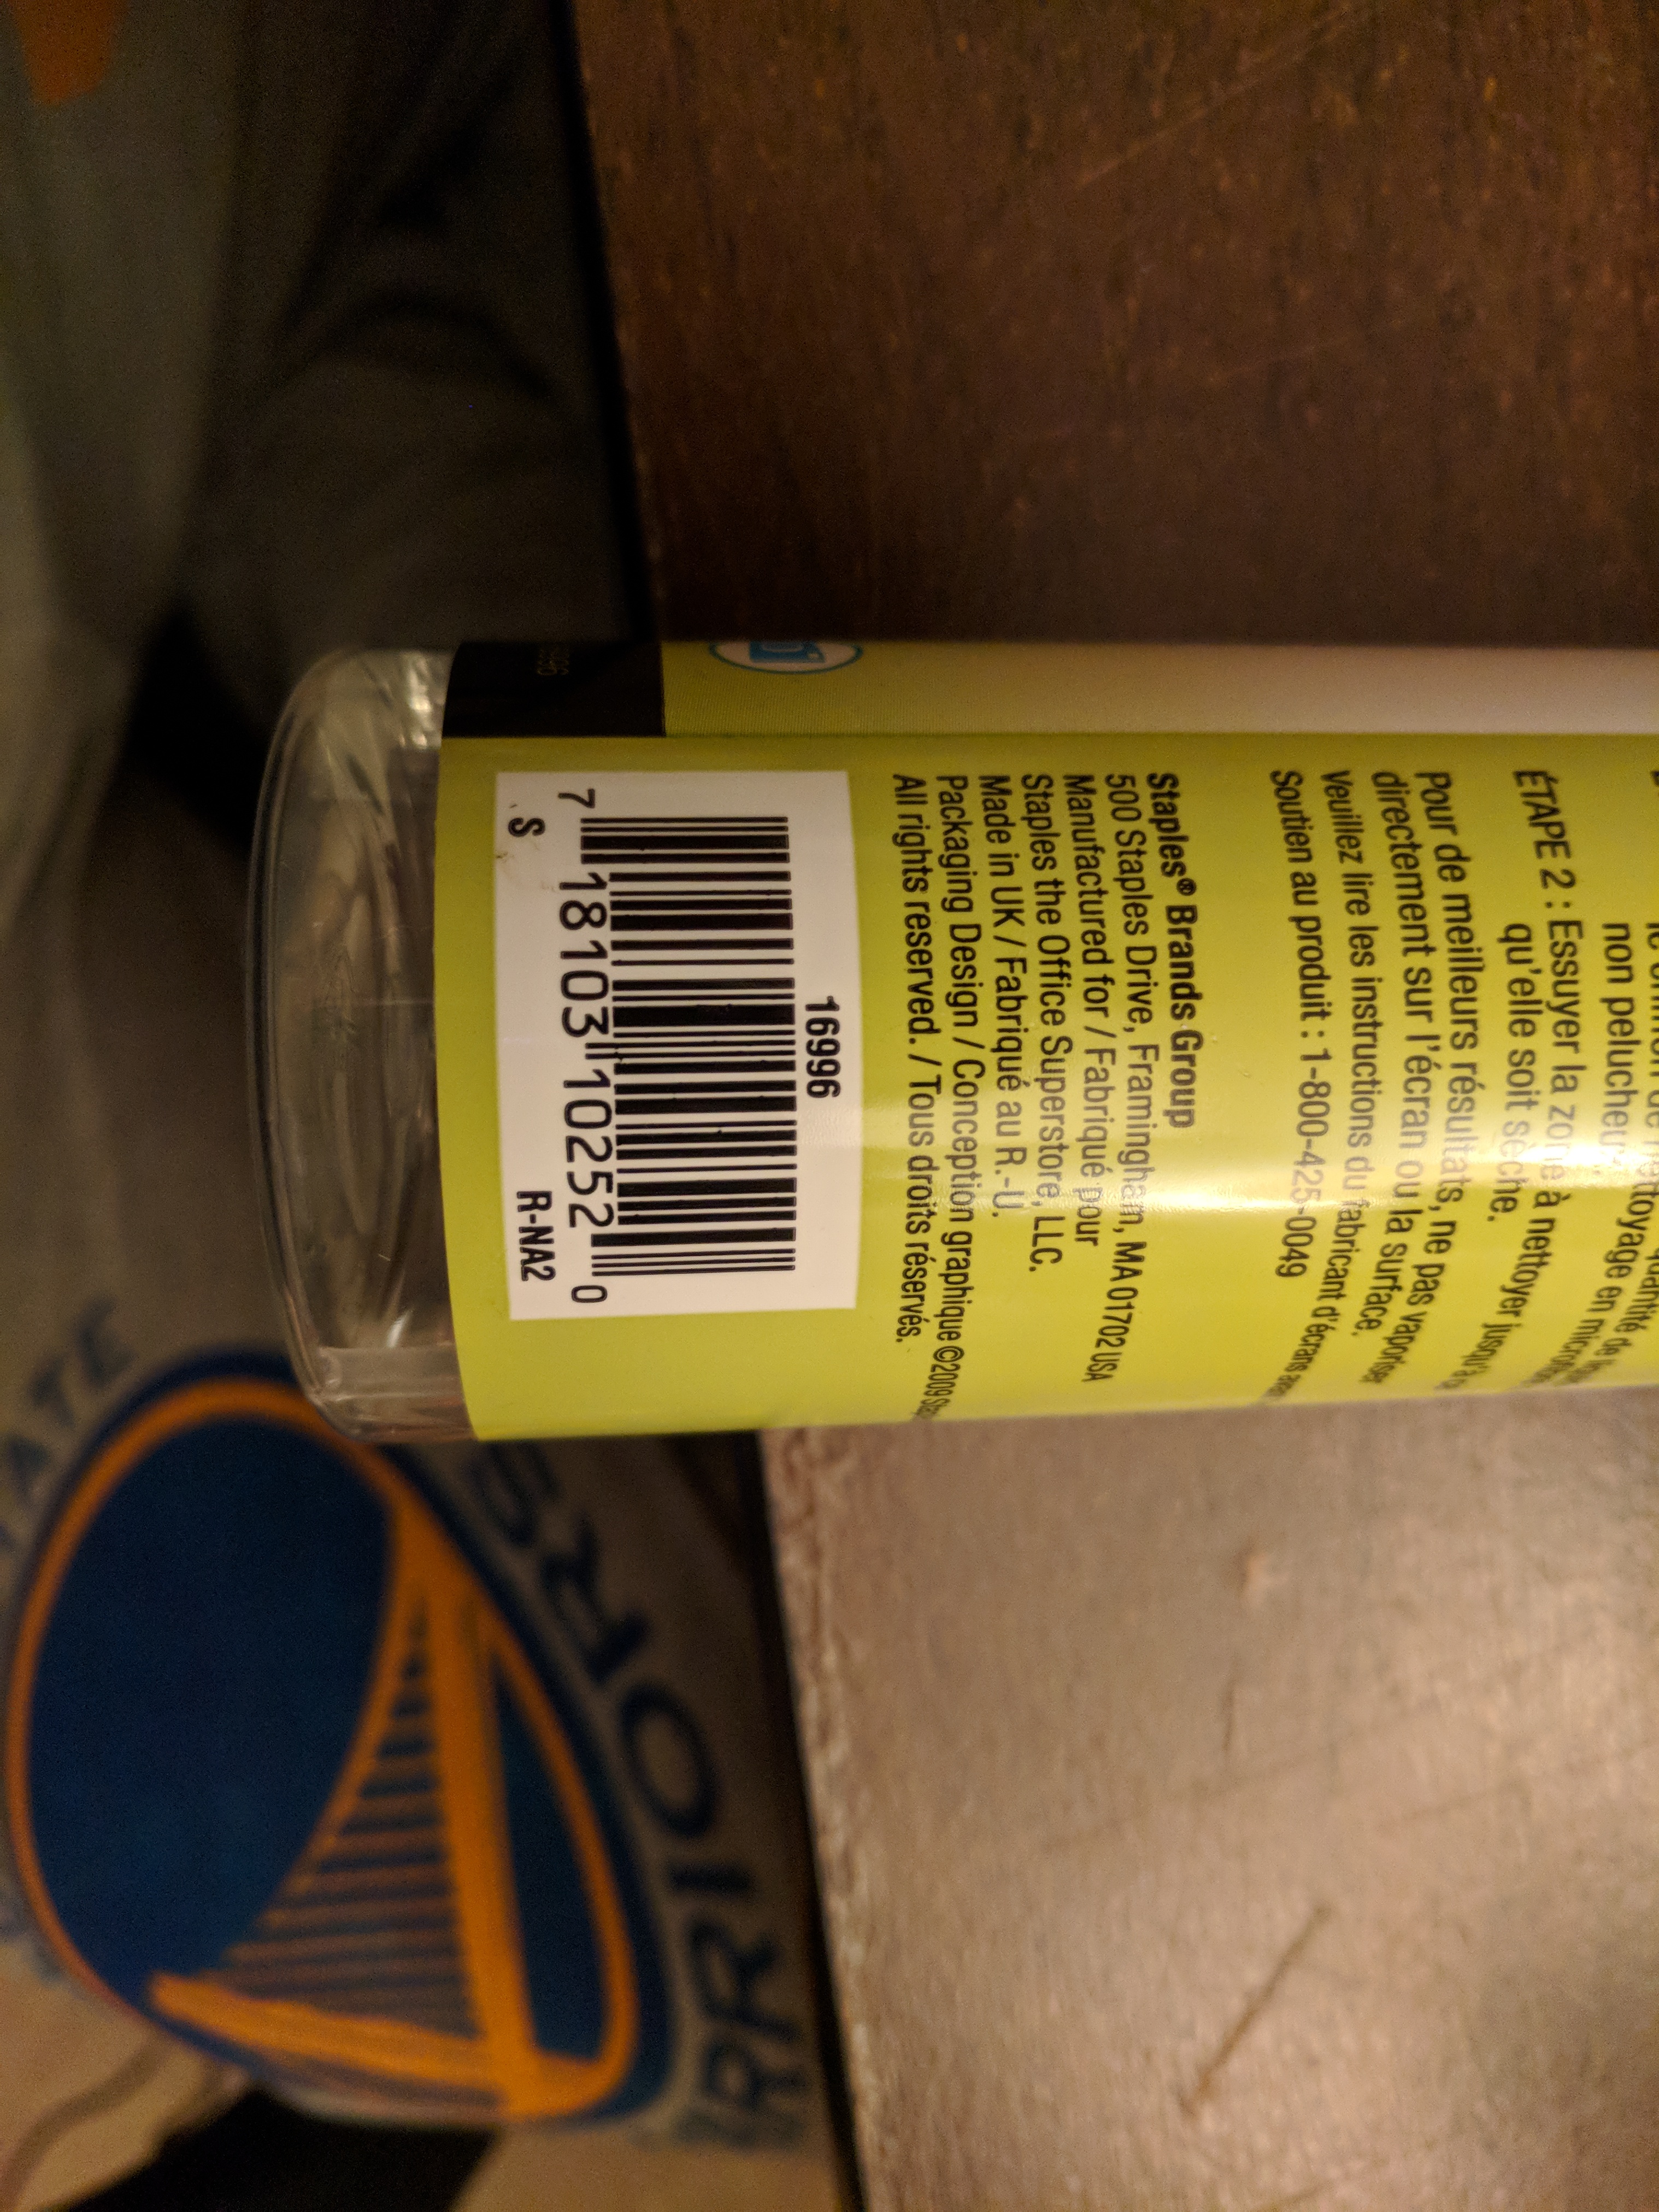 non pelucheux
ÉTAPE 2 : Essuyer la zone à nettoyer jusqu'à ce
qu'elle soit sèche.
Pour de meilleurs résultats, ne pas vaporiser
directement sur l'écran ou la surface.
Veuillez lire les instructions du fabricant d'écrans
Soutien au produit : 1-800-425-0049
Staples® Brands Group
500 Staples Drive, Framingham, MA 01702 USA
Manufactured for / Fabriqué pour
Staples the Office Superstore, LLC.
Made in UK / Fabriqué au R.-U.
Packaging Design / Conception graphique ©2009
All rights reserved. / Tous droits réservés.
16996
7 18103 10252 0
S R-NA2